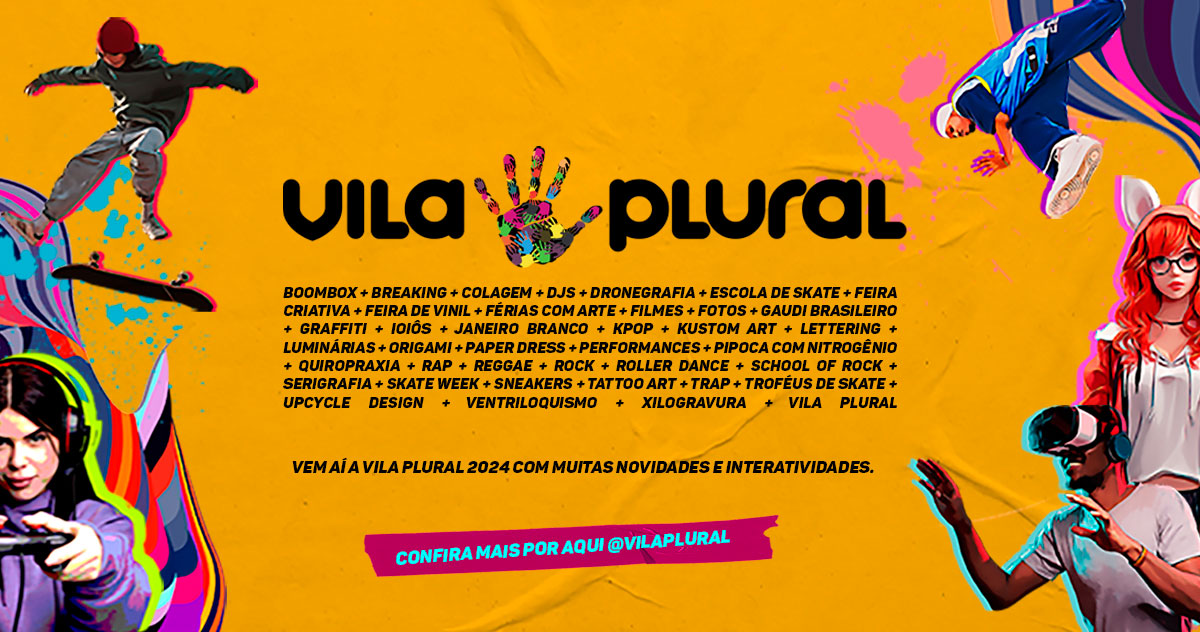 VILA PLURAL
BOOMBOX + BREAKING + COLAGEM + DJS + DRONEGRAFIA + ESCOLA DE SKATE + FEIRA
CRIATIVA + FEIRA DE VINIL + FÉRIAS COM ARTE + FILMES + FOTOS + GAUDI BRASILEIRO
+ GRAFFITI + IOIÔS + JANEIRO BRANCO + KPOP + KUSTOM ART + LETTERING +
LUMINÁRIAS + ORIGAMI + PAPER DRESS + PERFORMANCES + PIPOCA COM NITROGÊNIO
+ QUIROPRAXIA + RAP + REGGAE + ROCK + ROLLER DANCE + SCHOOL OF ROCK +
SERIGRAFIA + SKATE WEEK + SNEAKERS + TATTOO ART + TRAP + TROFÉUS DE SKATE +
UPCYCLE DESIGN + VENTRILOQUISMO + XILOGRAVURA + VILA PLURAL
VEM AÍ A VILA PLURAL 2024 COM MUITAS NOVIDADES E INTERATIVIDADES.
CONFIRA MAIS POR AQUI @VILAPLURAL